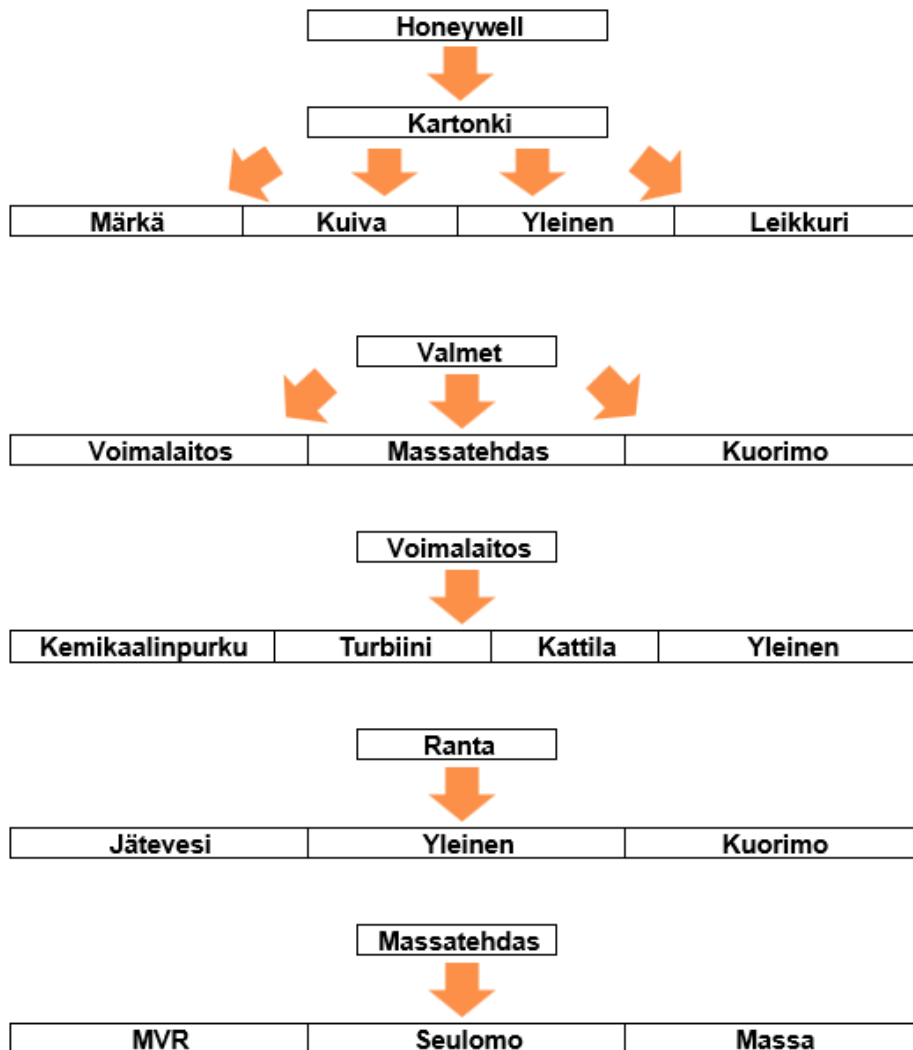 Honeywell
Kartonki
Märkä Kuiva Yleinen Leikkuri
Valmet
Voimalaitos Massatehdas Kuorimo
Voimalaitos
Kemikaalinpurku Turbiini Kattila Yleinen
Ranta
Jätevesi Yleinen Kuorimo
Massatehdas
MVR Seulomo Massa